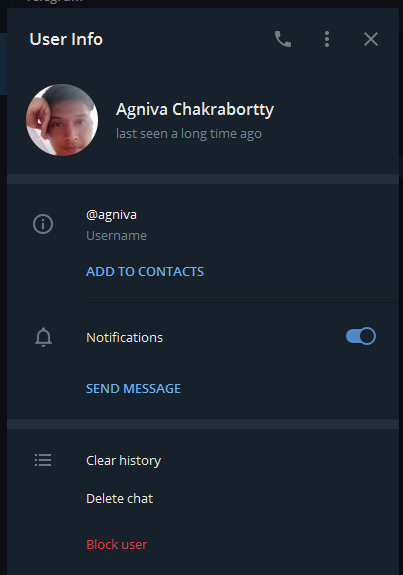 User Info
Agniva Chakrabortty
last seen a long time ago
@agniva
Username
ADD TO CONTACTS
Notifications
SEND MESSAGE
Clear history
Delete chat
Block user